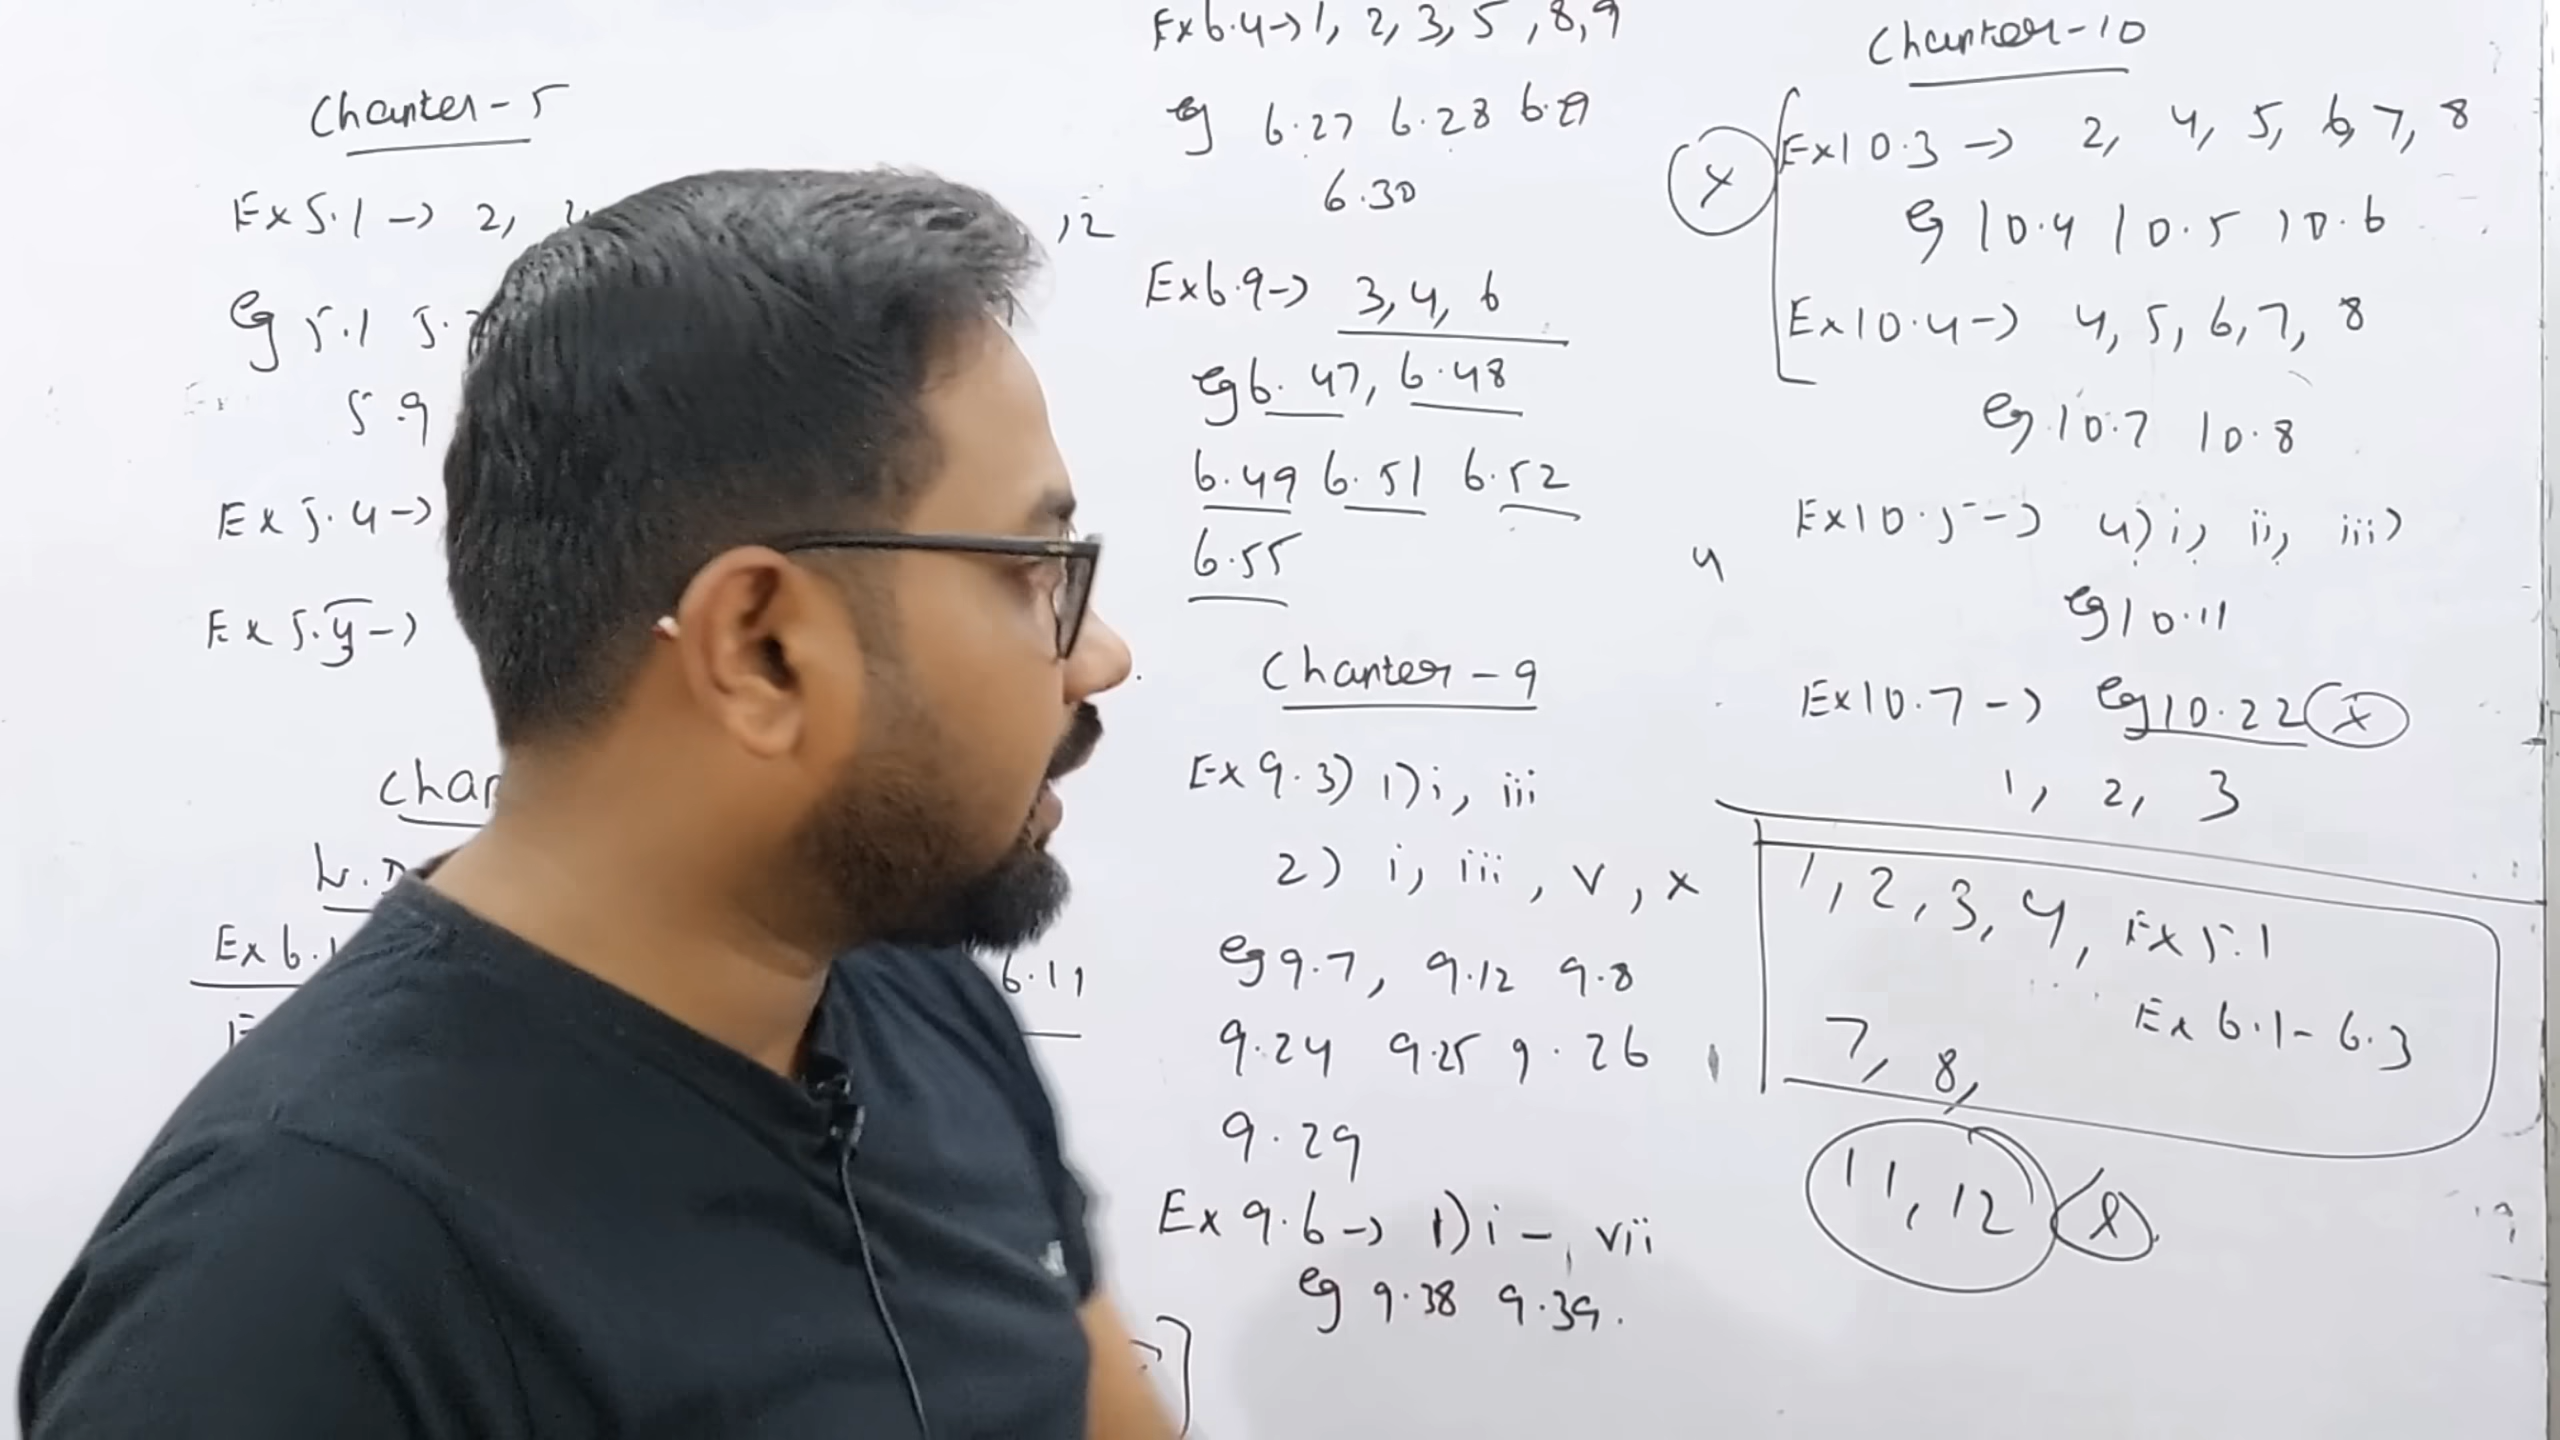 Chapter - 5
Ex 5.1 -> 2, ,12
eg 5.1
5.9
Ex 5.4 ->
Ex 5. ->
Ex 6.1 6.11
Ex 6.4 -> 1, 2, 3, 5, 8, 9
eg 6.27 6.28 6.29
6.30
Ex 6.9 -> 3, 4, 6
eg 6.47, 6.48
6.49 6.51 6.52
6.55
Chapter - 9
Ex 9.3) 1) i, iii
2) i, iii, v, x
eg 9.7, 9.12 9.8
9.24 9.25 9.26
9.29
Ex 9.6 -> 1) i - vii
eg 9.38 9.39.
Chapter - 10
x
Ex 10.3 -> 2, 4, 5, 6, 7, 8
eg 10.4 10.5 10.6
Ex 10.4 -> 4, 5, 6, 7, 8
eg 10.7 10.8
4
Ex 10.5 -> 4) i, ii, iii)
eg 10.11
Ex 10.7 -> eg 10.22 x
1, 2, 3
1, 2, 3, 4, Ex 5.1
Ex 6.1 - 6.3
7, 8,
11, 12